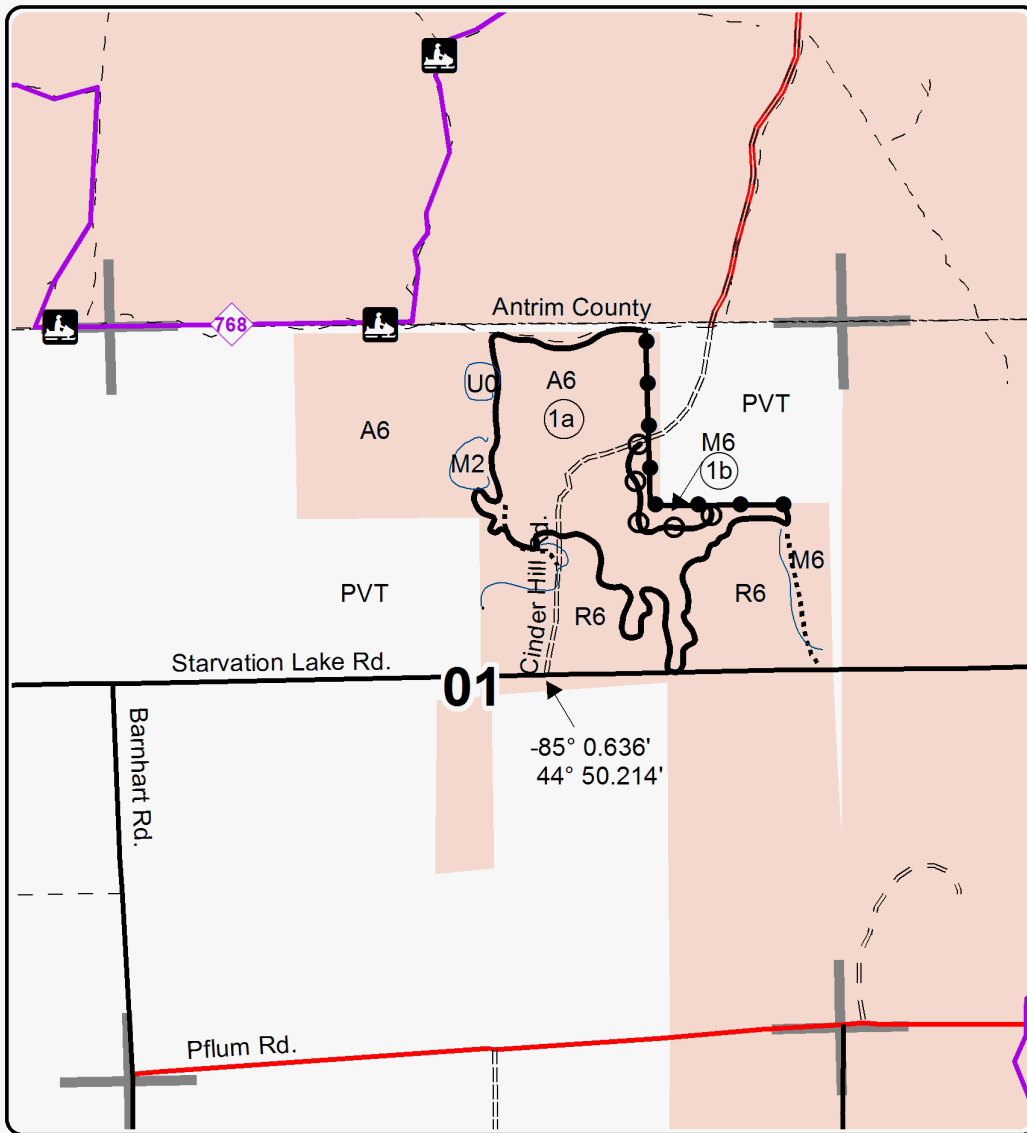 Antrim County
768
U0
A6
1a
PVT
A6
M6
M2
1b
Cinder Hill Rd.
M6
PVT
R6
R6
Starvation Lake Rd.
01
Barnhart Rd.
-85° 0.636'
44° 50.214'
Pflum Rd.